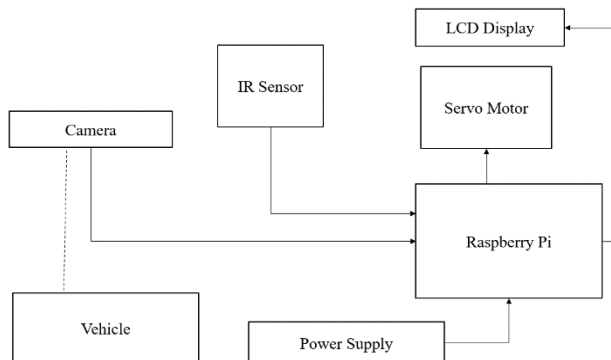 LCD Display
IR Sensor
Servo Motor
Camera
Raspberry Pi
Vehicle
Power Supply